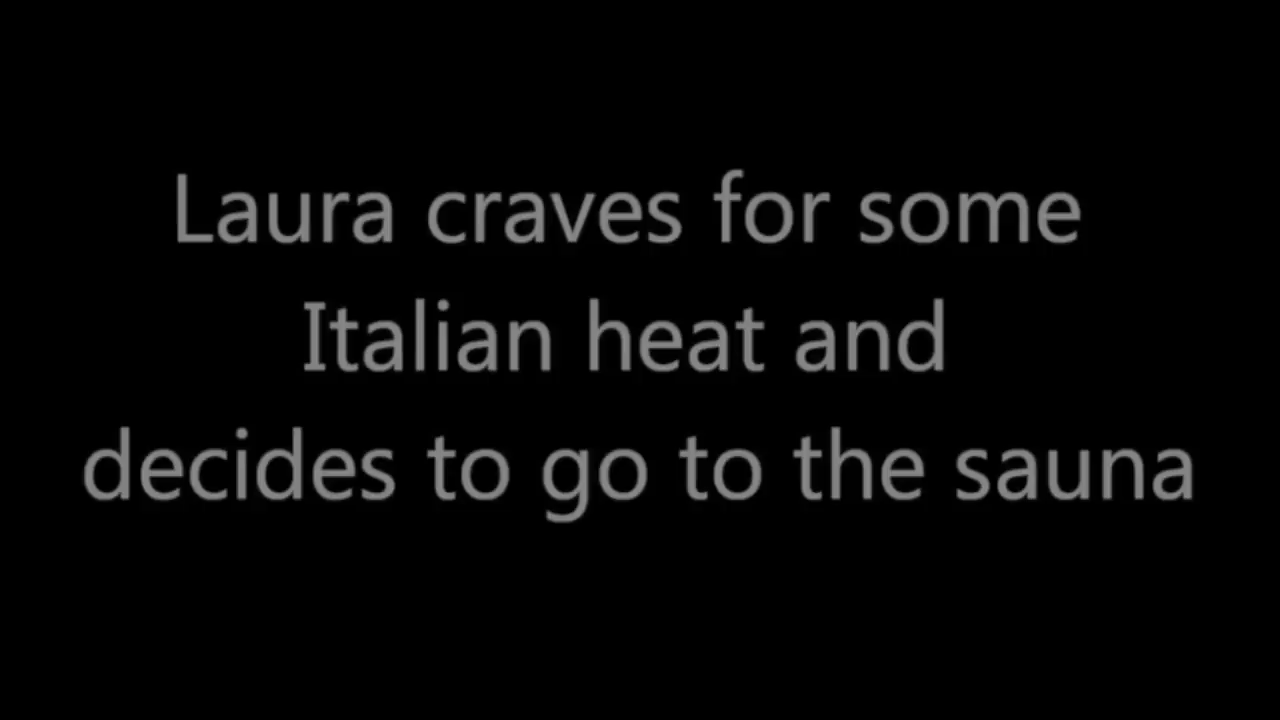 Laura craves for some
Italian heat and
decides to go to the sauna